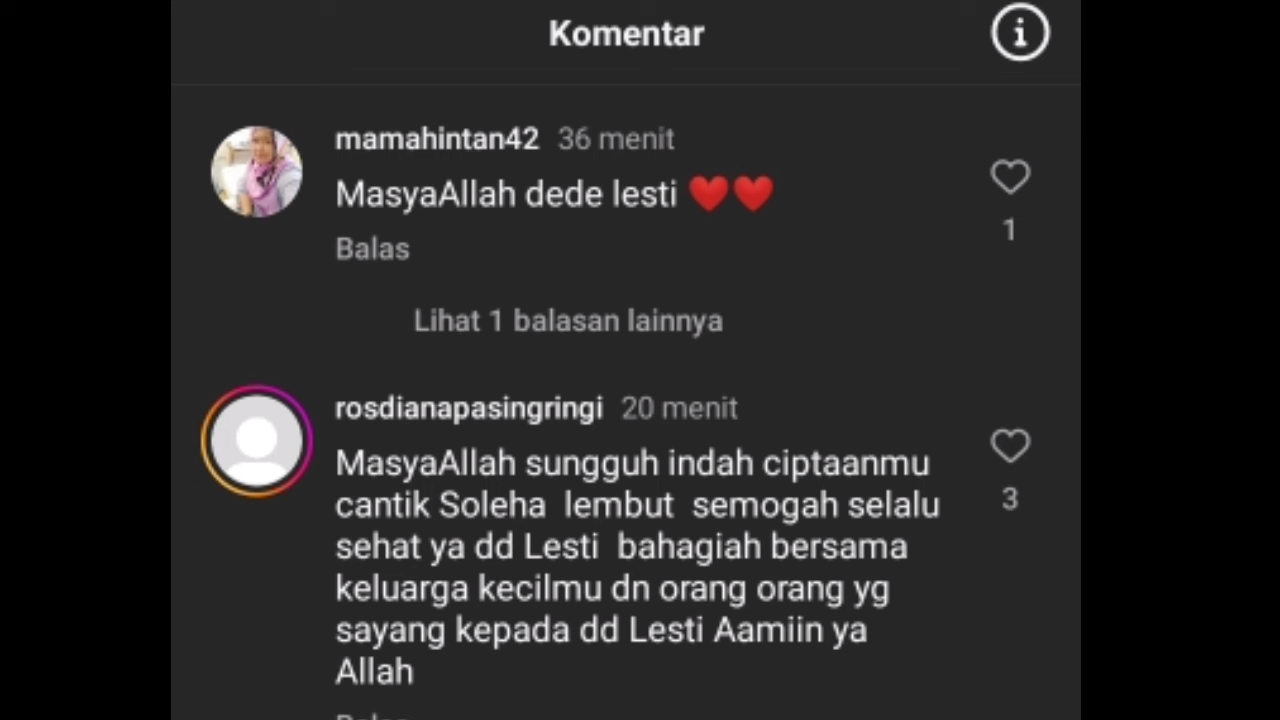 Komentar
mamahintan42 36 menit
MasyaAllah dede lesti ❤️❤️
1
Balas
Lihat 1 balasan lainnya
rosdianapasingringi 20 menit
MasyaAllah sungguh indah ciptaanmu
cantik Soleha lembut semogah selalu
3
sehat ya dd Lesti bahagiah bersama
keluarga kecilmu dn orang orang yg
sayang kepada dd Lesti Aamiin ya
Allah
Balas